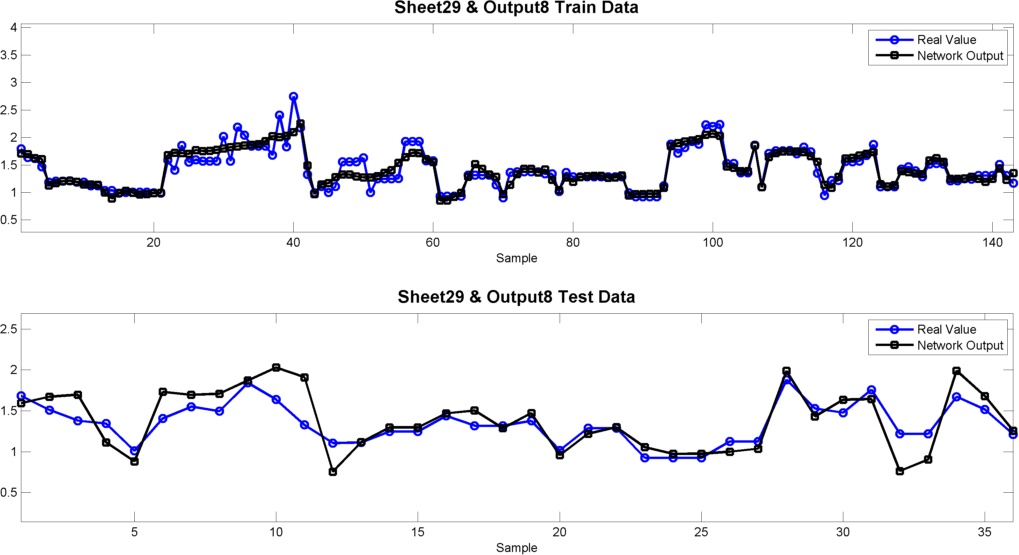 Sheet29 & Output8 Train Data
4
3.5
3
2.5
2
1.5
1
0.5
Real Value
Network Output
20 40 60 80 100 120 140
Sample
Sheet29 & Output8 Test Data
2.5
2
1.5
1
0.5
Real Value
Network Output
5 10 15 20 25 30 35
Sample